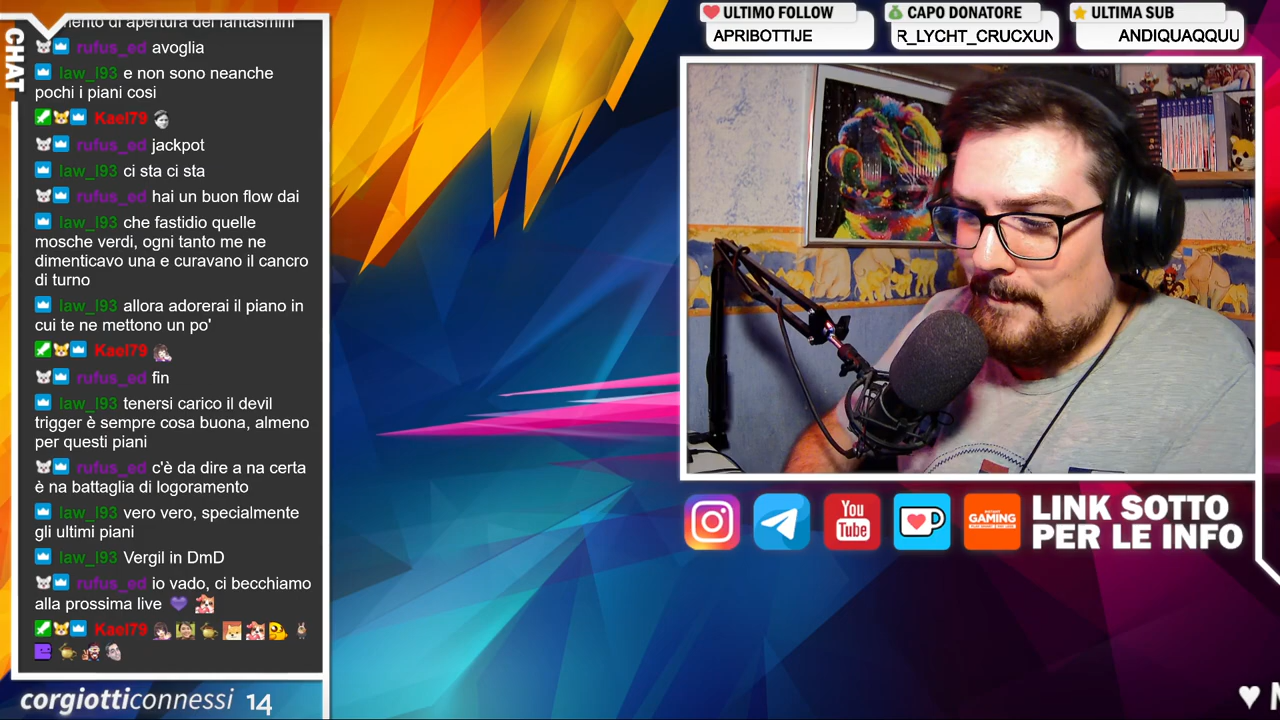 ULTIMO FOLLOW
APRIBOTTIJE
CAPO DONATORE
R_LYCHT_CRUCXUN
ULTIMA SUB
ANDIQUAQQUU
CHAT
mento di apertura dei fantasmini
rufus_ed avoglia
law_l93 e non sono neanche
pochi i piani cosi
Kael79
rufus_ed jackpot
law_l93 ci sta ci sta
rufus_ed hai un buon flow dai
law_l93 che fastidio quelle
mosche verdi, ogni tanto me ne
dimenticavo una e curavano il cancro
di turno
law_l93 allora adorerai il piano in
cui te ne mettono un po'
Kael79
rufus_ed fin
law_l93 tenersi carico il devil
trigger è sempre cosa buona, almeno
per questi piani
rufus_ed c'è da dire a na certa
è na battaglia di logoramento
law_l93 vero vero, specialmente
gli ultimi piani
law_l93 Vergil in DmD
rufus_ed io vado, ci becchiamo
alla prossima live
Kael79
corgiotticonnessi 14
You
Tube
INSTANT
GAMING
LINK SOTTO
PER LE INFO